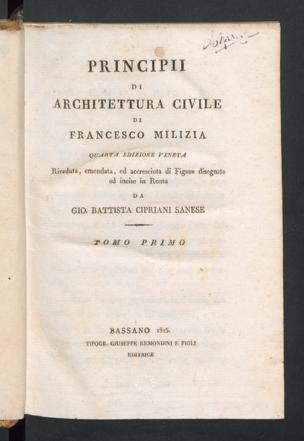 PRINCIPII
DI
ARCHITETTURA CIVILE
DI
FRANCESCO MILIZIA
QUARTA EDIZIONE VENETA
Riveduta, emendata, ed accresciuta di Figure disegnate
ed incise in Roma
DA
GIO. BATTISTA CIPRIANI SANESE
TOMO PRIMO
BASSANO
TIPOGR. GIUSEPPE REMONDINI E FIGLI
EDITRICE